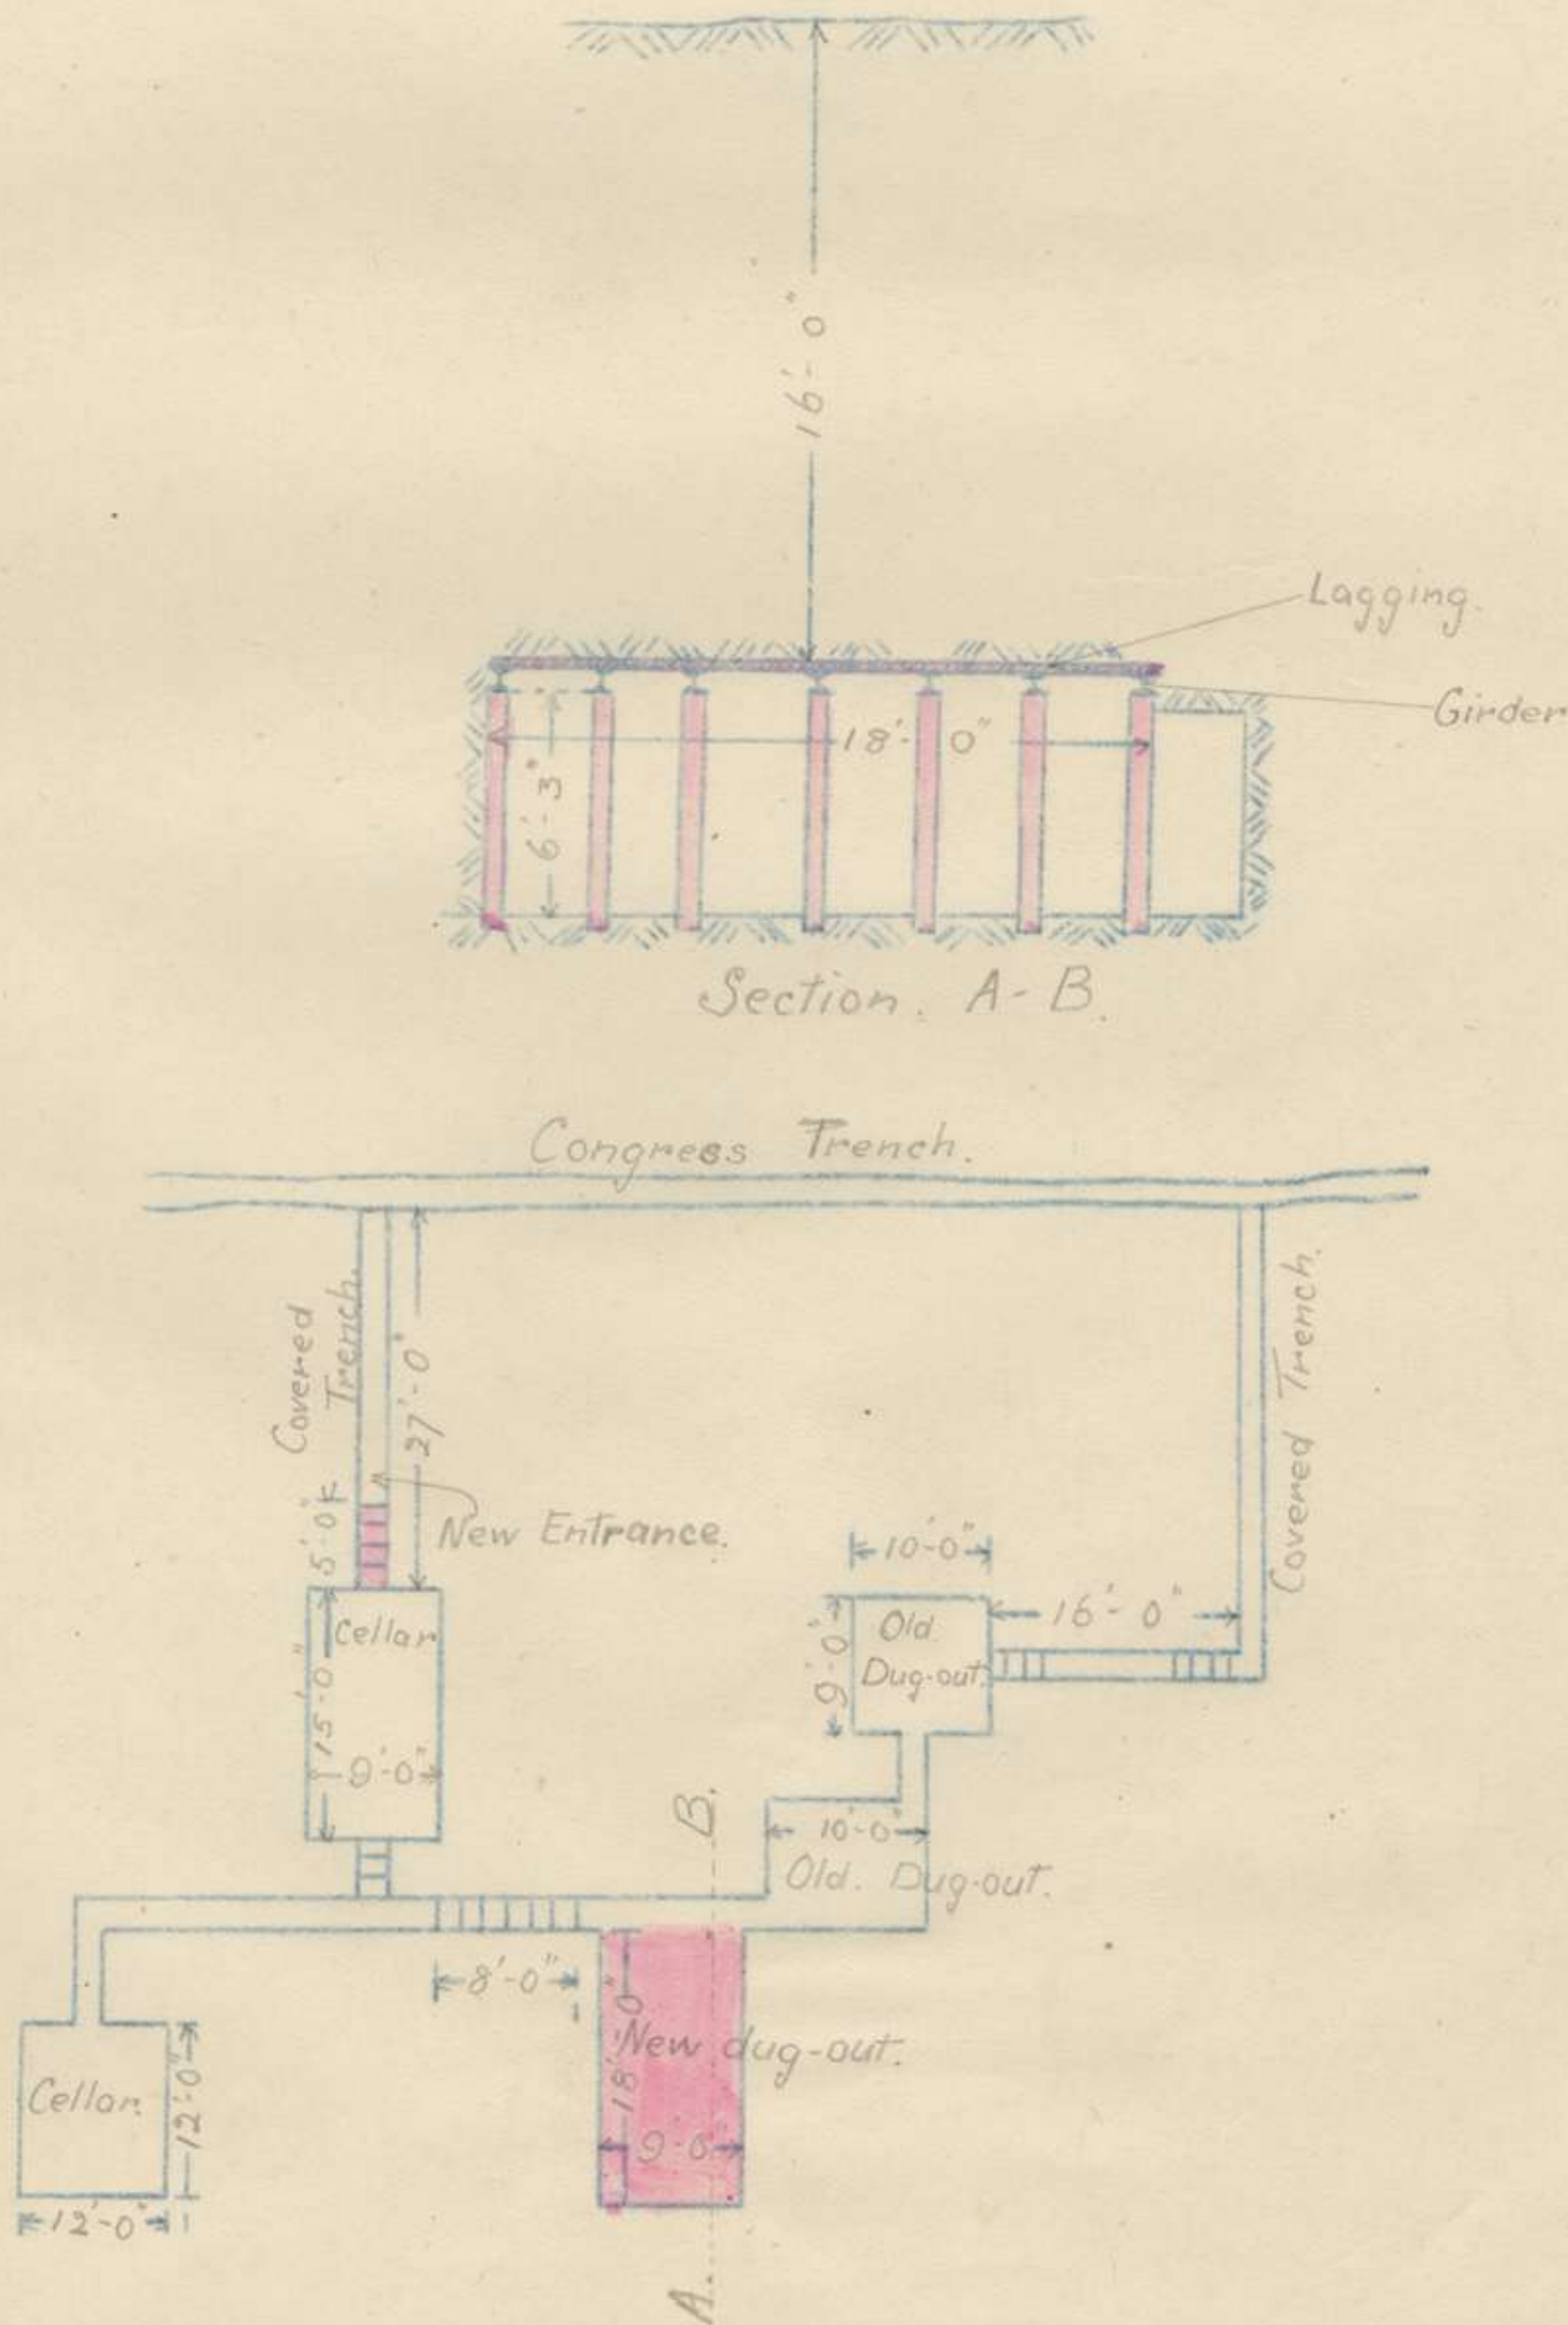 16'-0"
Lagging.
Girder
18'-0"
6'-3"
Section. A-B.
Congress Trench.
Covered
Trench.
27'-0"
Covered Trench.
5'-0"
New Entrance.
10'-0"
Cellar
15'-0"
9'-0"
Old.
Dug-out.
9'-0"
16'-0"
B.
10'-0"
Old. Dug-out.
8'-0"
18'-0"
New dug-out.
9'-0"
Cellar.
12'-0"
12'-0"
A.